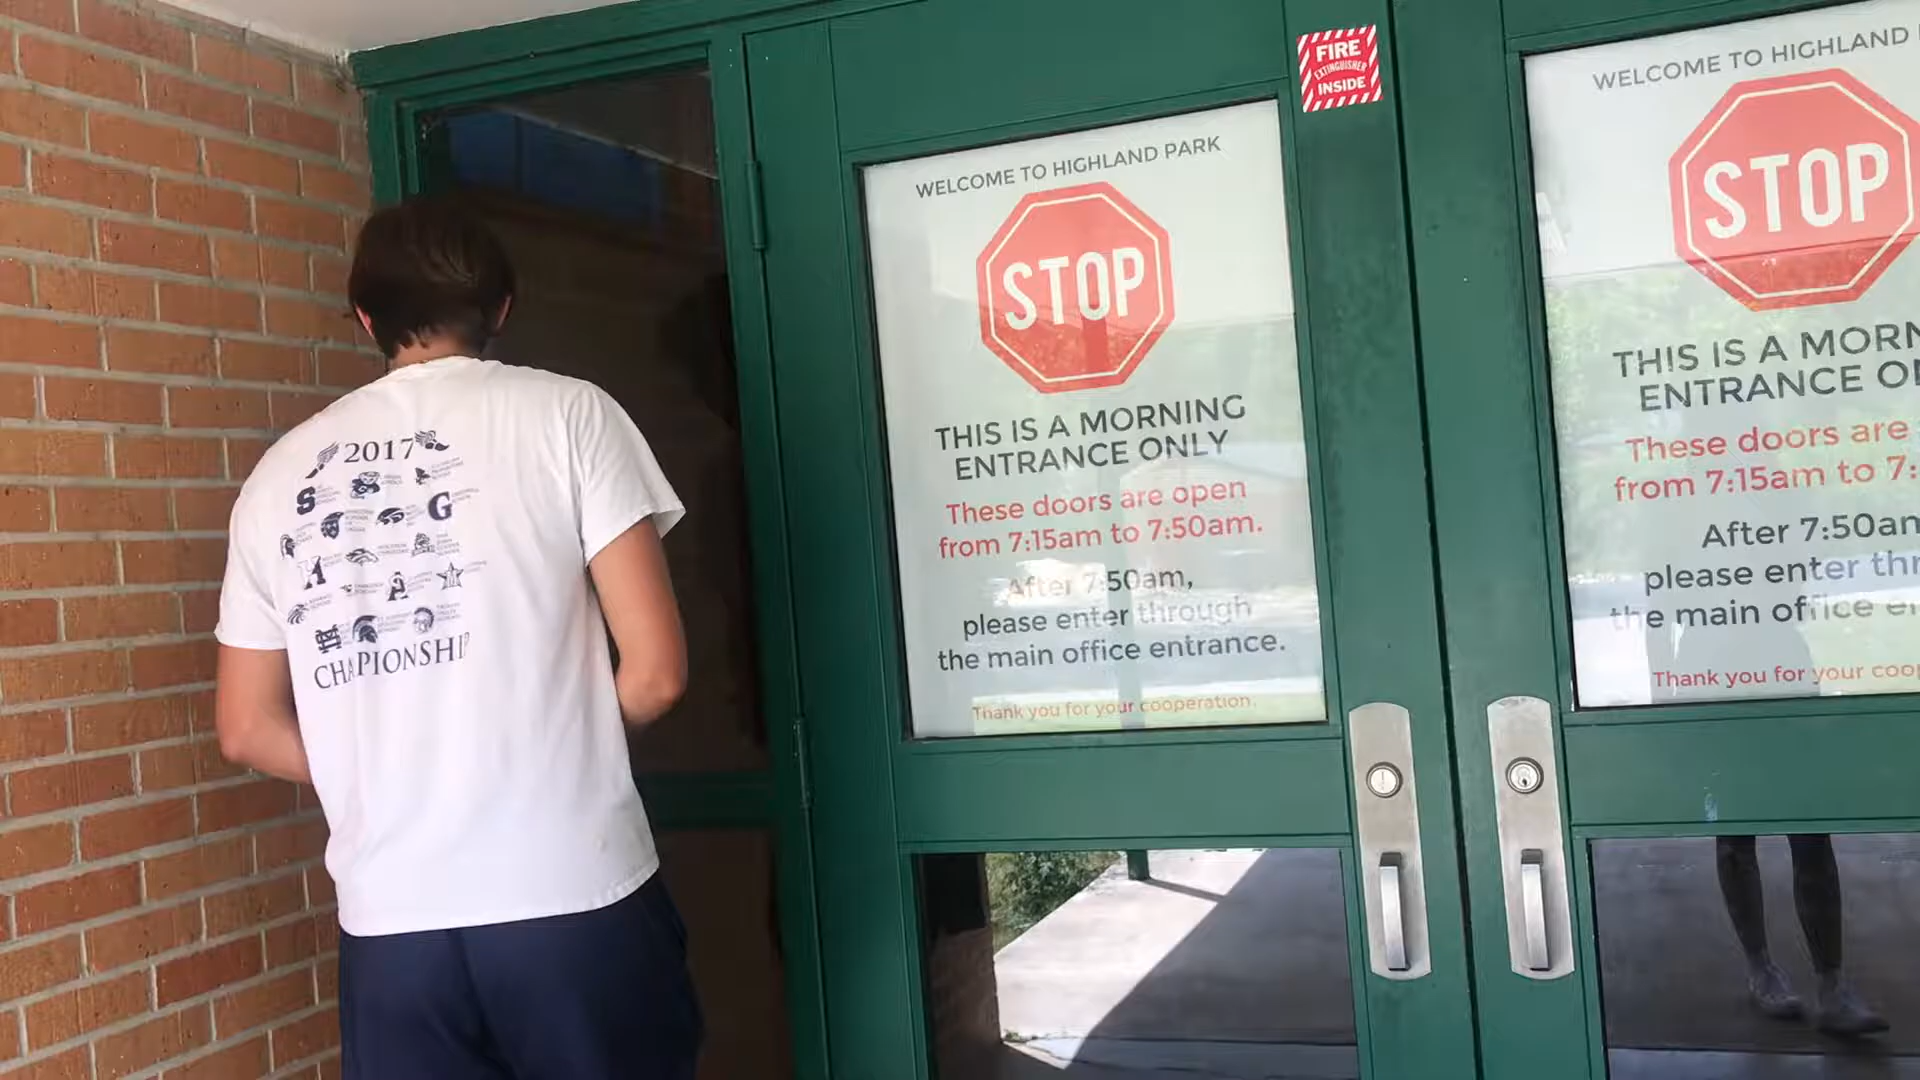 2017
S
G
CHAMPIONSHIP
FIRE
EXTINGUISHER
INSIDE
WELCOME TO HIGHLAND PARK
STOP
THIS IS A MORNING
ENTRANCE ONLY
These doors are open
from 7:15am to 7:50am.
After 7:50am,
please enter through
the main office entrance.
Thank you for your cooperation.
WELCOME TO HIGHLAND
STOP
THIS IS A MORN
ENTRANCE O
These doors are
from 7:15am to 7:
After 7:50am
please enter thr
the main office e
Thank you for your coop